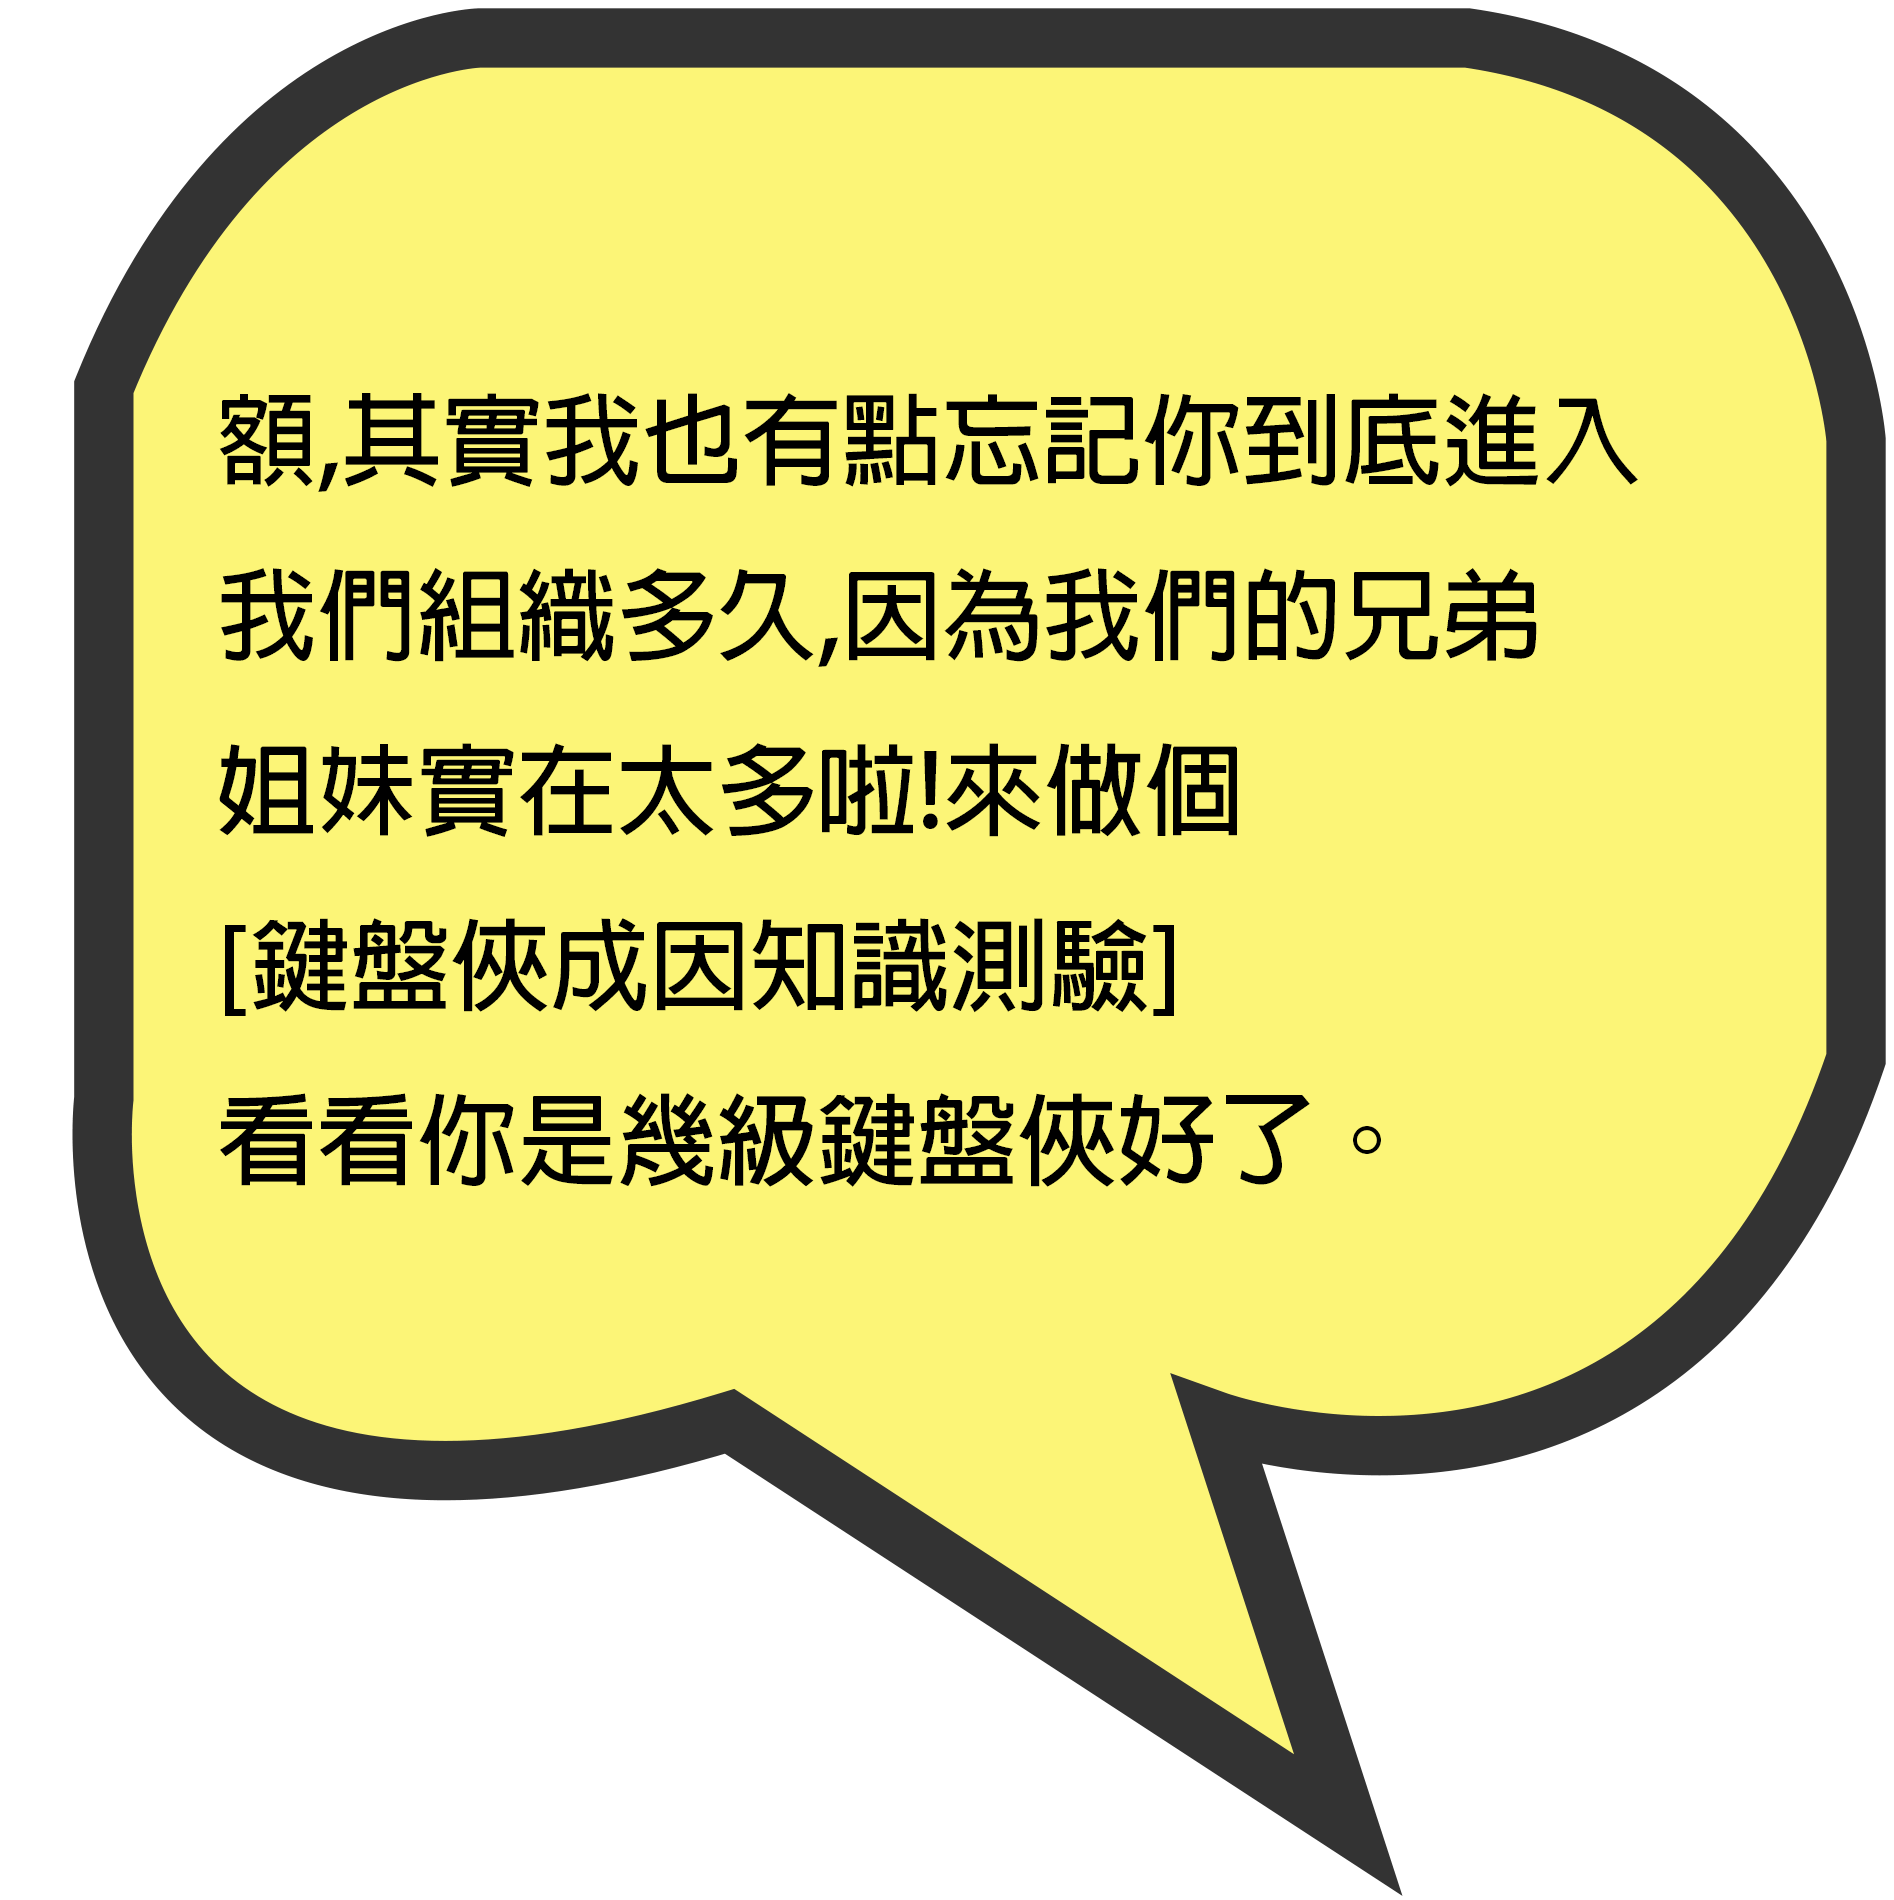 額,其實我也有點忘記你到底進入
我們組織多久,因為我們的兄弟
姐妹實在太多啦!來做個
[鍵盤俠成因知識測驗]
看看你是幾級鍵盤俠好了。